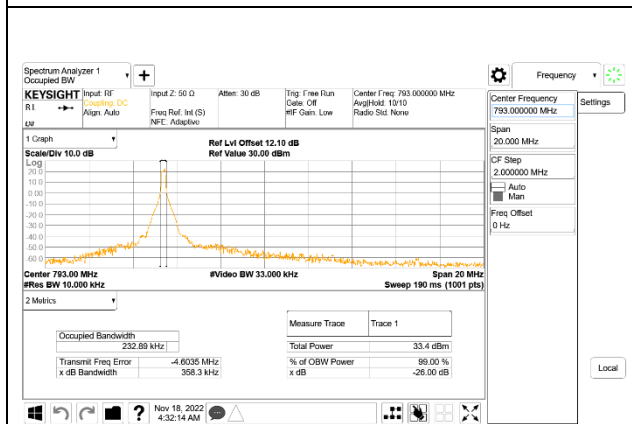 Spectrum Analyzer 1
Occupied BW
Frequency
KEYSIGHT
Input: RF
Coupling: DC
Align: Auto
Input Z: 50 Ω
Freq Ref: Int (S)
NFE: Adaptive
Atten: 30 dB
Trig: Free Run
Gate: Off
#IF Gain: Low
Center Freq: 793.000000 MHz
Avg|Hold: 10/10
Radio Std: None
Center Frequency
793.000000 MHz
Settings
Span
20.000 MHz
CF Step
2.000000 MHz
Auto
Man
Freq Offset
0 Hz
1 Graph
Scale/Div 10.0 dB
Ref Lvl Offset 12.10 dB
Ref Value 30.00 dBm
Log
20.0
10.0
0.00
-10.0
-20.0
-30.0
-40.0
-50.0
-60.0
Center 793.00 MHz
#Video BW 33.000 kHz
Span 20 MHz
#Res BW 10.000 kHz
Sweep 190 ms (1001 pts)
2 Metrics
Measure Trace Trace 1
Occupied Bandwidth
232.89 kHz
Total Power 33.4 dBm
Transmit Freq Error -4.6035 MHz
% of OBW Power 99.00 %
x dB Bandwidth 358.3 kHz
x dB -26.00 dB
Local
Nov 18, 2022
4:32:14 AM